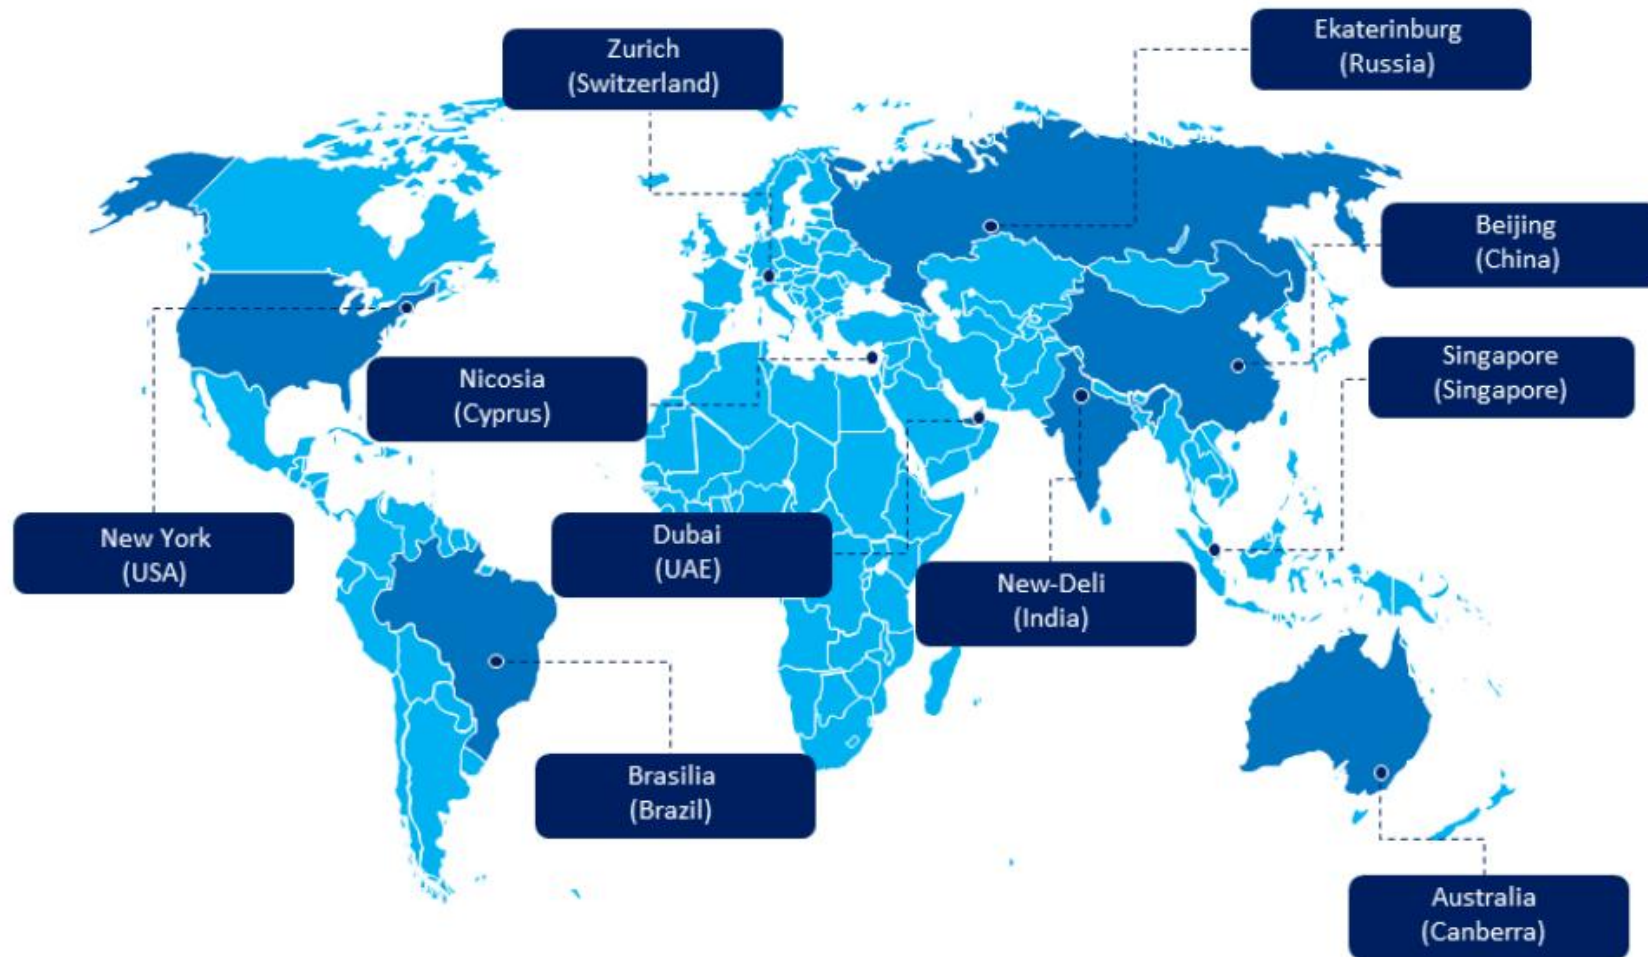 Zurich
(Switzerland)
Ekaterinburg
(Russia)
Beijing
(China)
Singapore
(Singapore)
Nicosia
(Cyprus)
New York
(USA)
Dubai
(UAE)
New-Deli
(India)
Brasilia
(Brazil)
Australia
(Canberra)